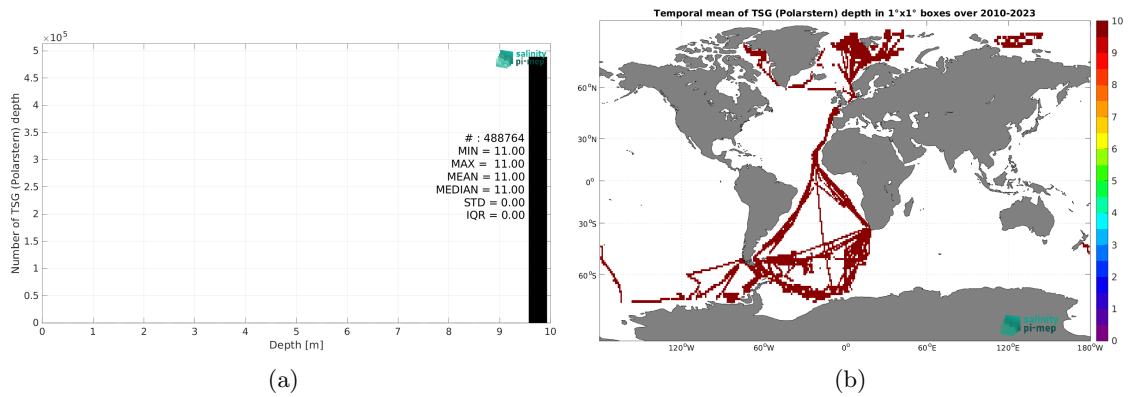 ×10⁵
5
4.5
4
3.5
3
2.5
2
1.5
1
0.5
0
Number of TSG (Polarstern) depth
salinity
pi-mep
# : 488764
MIN = 11.00
MAX = 11.00
MEAN = 11.00
MEDIAN = 11.00
STD = 0.00
IQR = 0.00
0 1 2 3 4 5 6 7 8 9 10
Depth [m]
(a)
Temporal mean of TSG (Polarstern) depth in 1°x1° boxes over 2010-2023
60°N
30°N
0°
30°S
60°S
120°W 60°W 0° 60°E 120°E 180°W
salinity
pi-mep
10
9
8
7
6
5
4
3
2
1
0
(b)